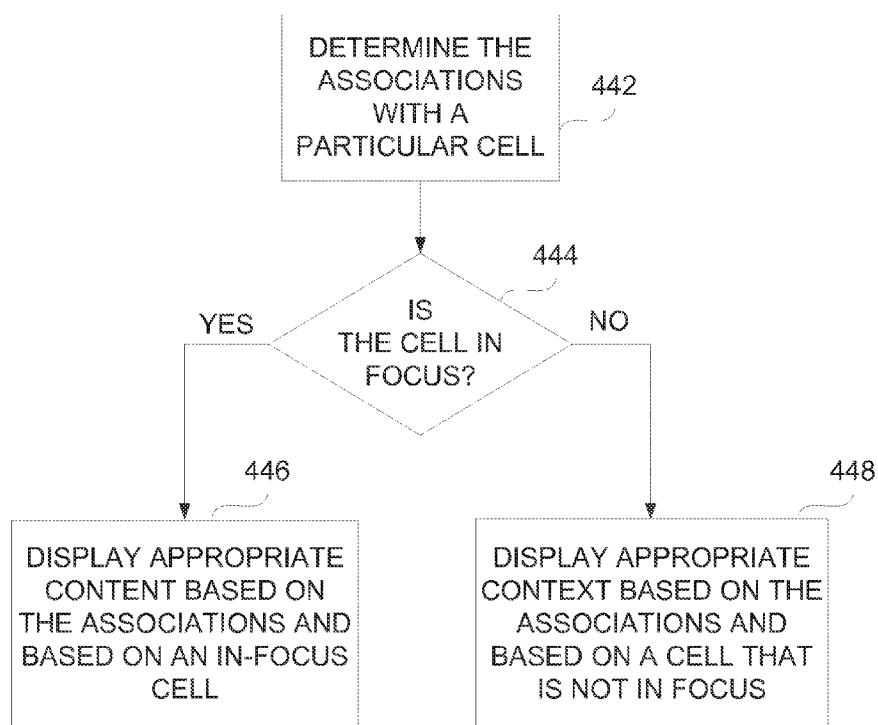 DETERMINE THE
ASSOCIATIONS
WITH A
PARTICULAR CELL
442
444
IS
THE CELL IN
FOCUS?
YES
NO
446
DISPLAY APPROPRIATE
CONTENT BASED ON
THE ASSOCIATIONS AND
BASED ON AN IN-FOCUS
CELL
448
DISPLAY APPROPRIATE
CONTEXT BASED ON THE
ASSOCIATIONS AND
BASED ON A CELL THAT
IS NOT IN FOCUS